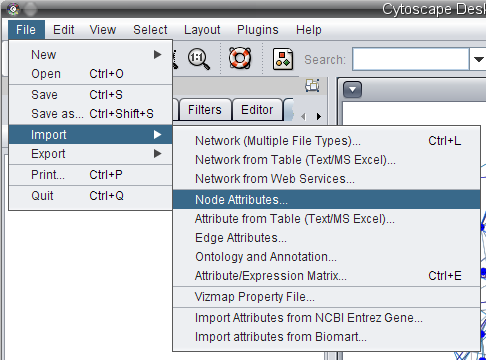 Cytoscape Des
File Edit View Select Layout Plugins Help
New
Open Ctrl+O
1:1
Search:
Save Ctrl+S
Save as... Ctrl+Shift+S
Filters Editor
Import
Network (Multiple File Types)... Ctrl+L
Export
Network from Table (Text/MS Excel)...
Print... Ctrl+P
Network from Web Services...
Quit Ctrl+Q
Node Attributes...
Attribute from Table (Text/MS Excel)...
Edge Attributes...
Ontology and Annotation...
Attribute/Expression Matrix... Ctrl+E
Vizmap Property File...
Import Attributes from NCBI Entrez Gene...
Import attributes from Biomart...